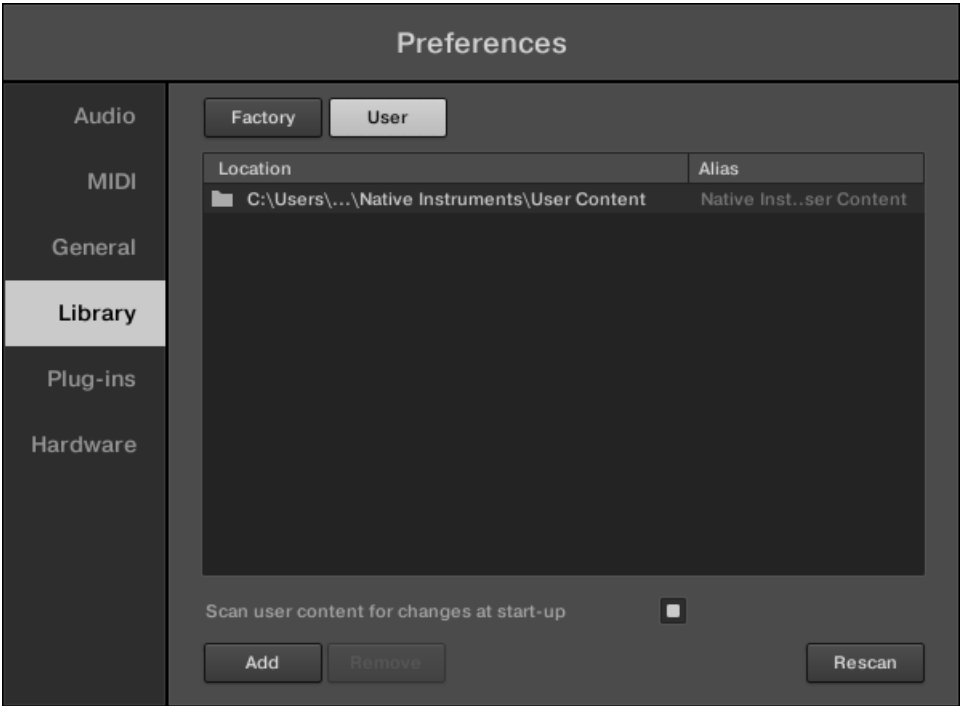 Preferences
Audio
MIDI
General
Library
Plug-ins
Hardware
Factory User
Location Alias
C:\Users\...\Native Instruments\User Content Native Inst..ser Content
Scan user content for changes at start-up
Add Remove Rescan